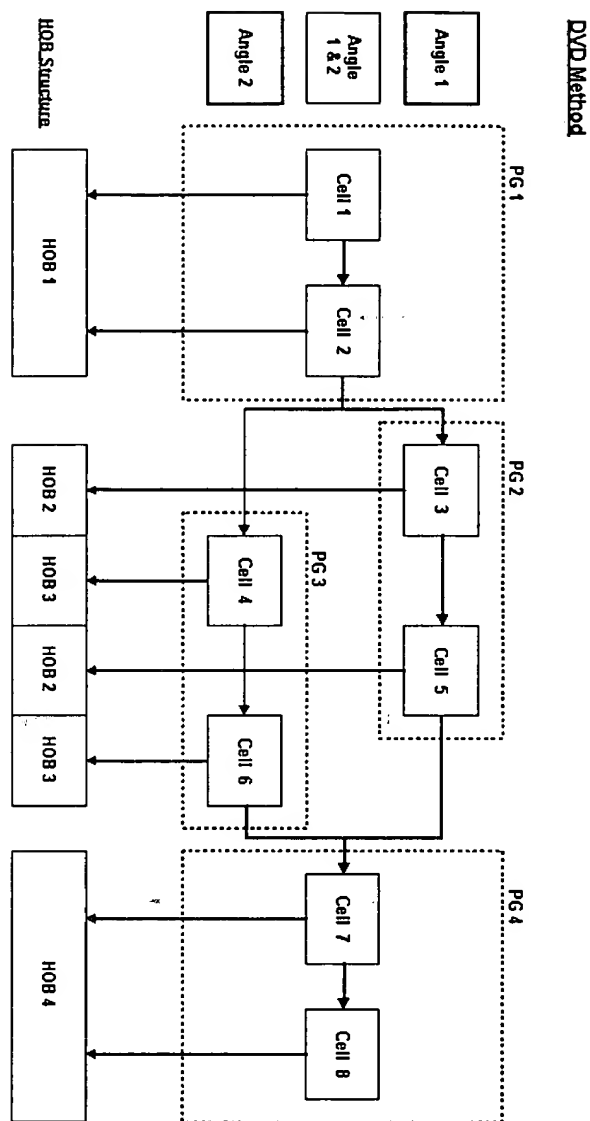 DVD Method
PG 1
PG 2
PG 4
Angle 1
Cell 3
Cell 5
Angle
1 & 2
Cell 1
Cell 2
Cell 7
Cell 8
PG 3
Angle 2
Cell 4
Cell 6
HOB Structure
HOB 1
HOB 2
HOB 3
HOB 2
HOB 3
HOB 4